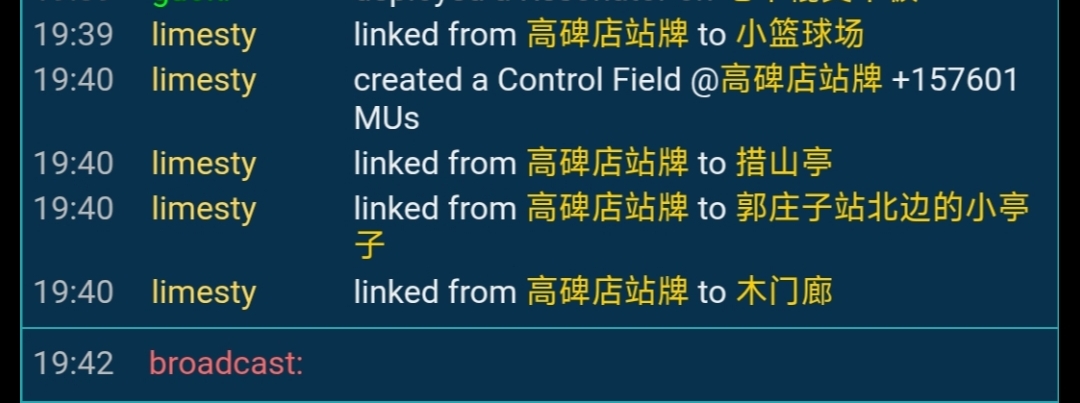 19:39 limesty linked from 高碑店站牌 to 小篮球场
19:40 limesty created a Control Field @高碑店站牌 +157601
MUs
19:40 limesty linked from 高碑店站牌 to 措山亭
19:40 limesty linked from 高碑店站牌 to 郭庄子站北边的小亭
子
19:40 limesty linked from 高碑店站牌 to 木门廊
19:42 broadcast: